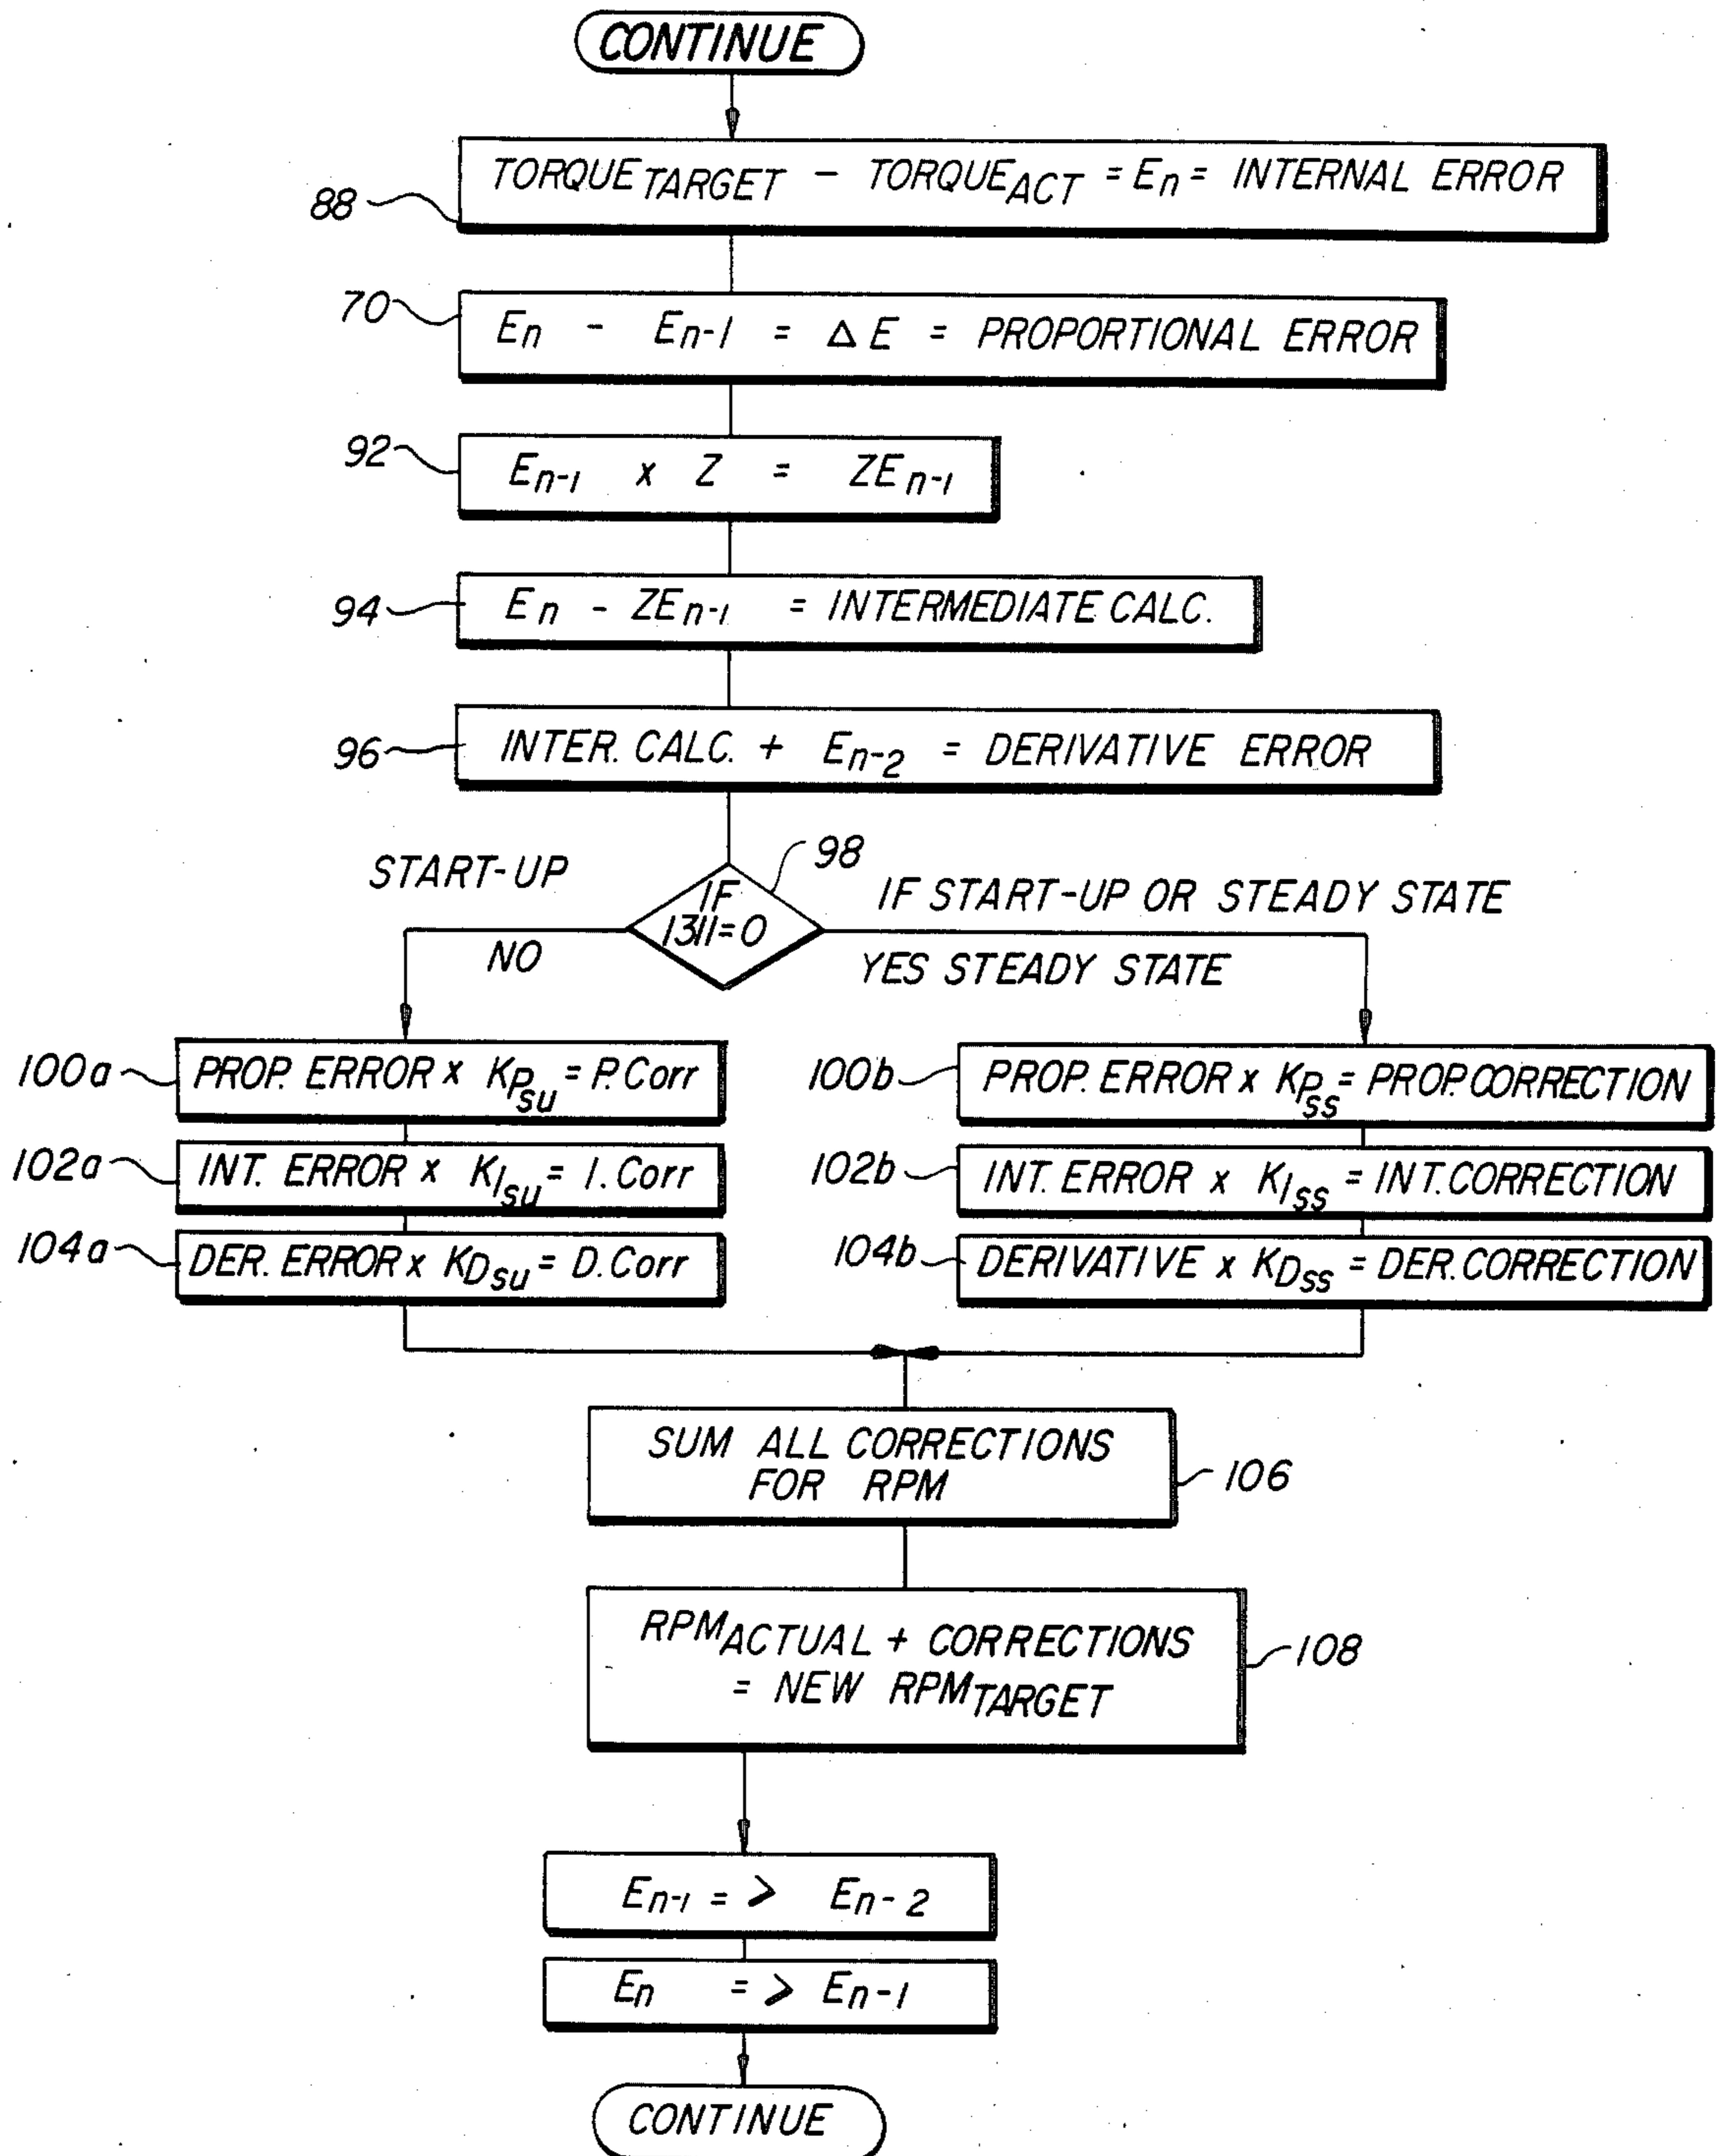 CONTINUE
TORQUE TARGET - TORQUE ACT = En = INTERNAL ERROR
88
70
En - En-1 = Δ E = PROPORTIONAL ERROR
92
En-1 x Z = ZEn-1
94
En - ZEn-1 = INTERMEDIATE CALC.
96
INTER. CALC. + En-2 = DERIVATIVE ERROR
98
START-UP
IF
1311=0
IF START-UP OR STEADY STATE
NO
YES STEADY STATE
100a
PROP. ERROR x KPsu = P.Corr
100b
PROP. ERROR x KPss = PROP. CORRECTION
102a
INT. ERROR x KIsu = I.Corr
102b
INT. ERROR x KIss = INT. CORRECTION
104a
DER. ERROR x KDsu = D.Corr
104b
DERIVATIVE x KDss = DER. CORRECTION
SUM ALL CORRECTIONS
FOR RPM
106
RPM ACTUAL + CORRECTIONS
= NEW RPM TARGET
108
En-1 = > En-2
En = > En-1
CONTINUE